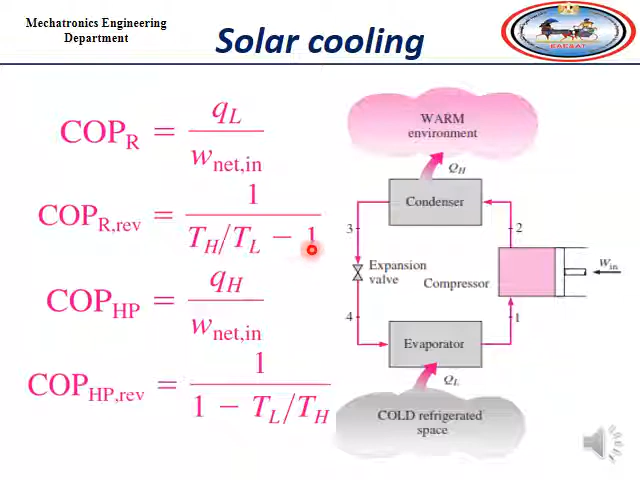 Mechatronics Engineering
Department
Solar cooling
EAEAT
COP_R = q_L / w_net,in
COP_R,rev = 1 / (T_H/T_L − 1)
COP_HP = q_H / w_net,in
COP_HP,rev = 1 / (1 − T_L/T_H)
WARM
environment
Q_H
Condenser
3
2
Expansion
valve
Compressor
W_in
4
1
Evaporator
Q_L
COLD refrigerated
space